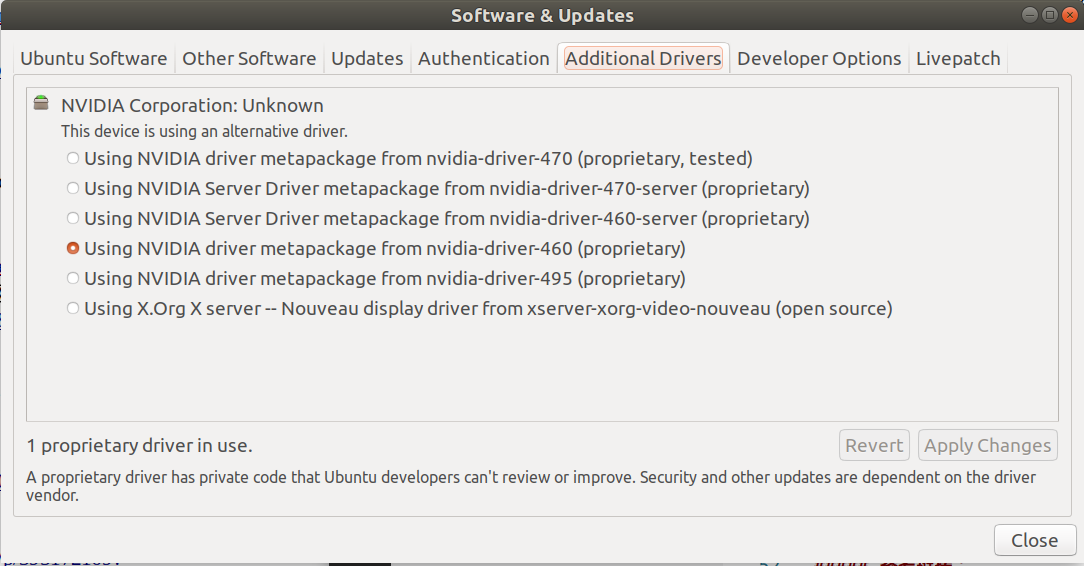 Software & Updates
Ubuntu Software Other Software Updates Authentication Additional Drivers Developer Options Livepatch
NVIDIA Corporation: Unknown
This device is using an alternative driver.
Using NVIDIA driver metapackage from nvidia-driver-470 (proprietary, tested)
Using NVIDIA Server Driver metapackage from nvidia-driver-470-server (proprietary)
Using NVIDIA Server Driver metapackage from nvidia-driver-460-server (proprietary)
Using NVIDIA driver metapackage from nvidia-driver-460 (proprietary)
Using NVIDIA driver metapackage from nvidia-driver-495 (proprietary)
Using X.Org X server -- Nouveau display driver from xserver-xorg-video-nouveau (open source)
1 proprietary driver in use.
Revert Apply Changes
A proprietary driver has private code that Ubuntu developers can't review or improve. Security and other updates are dependent on the driver
vendor.
Close